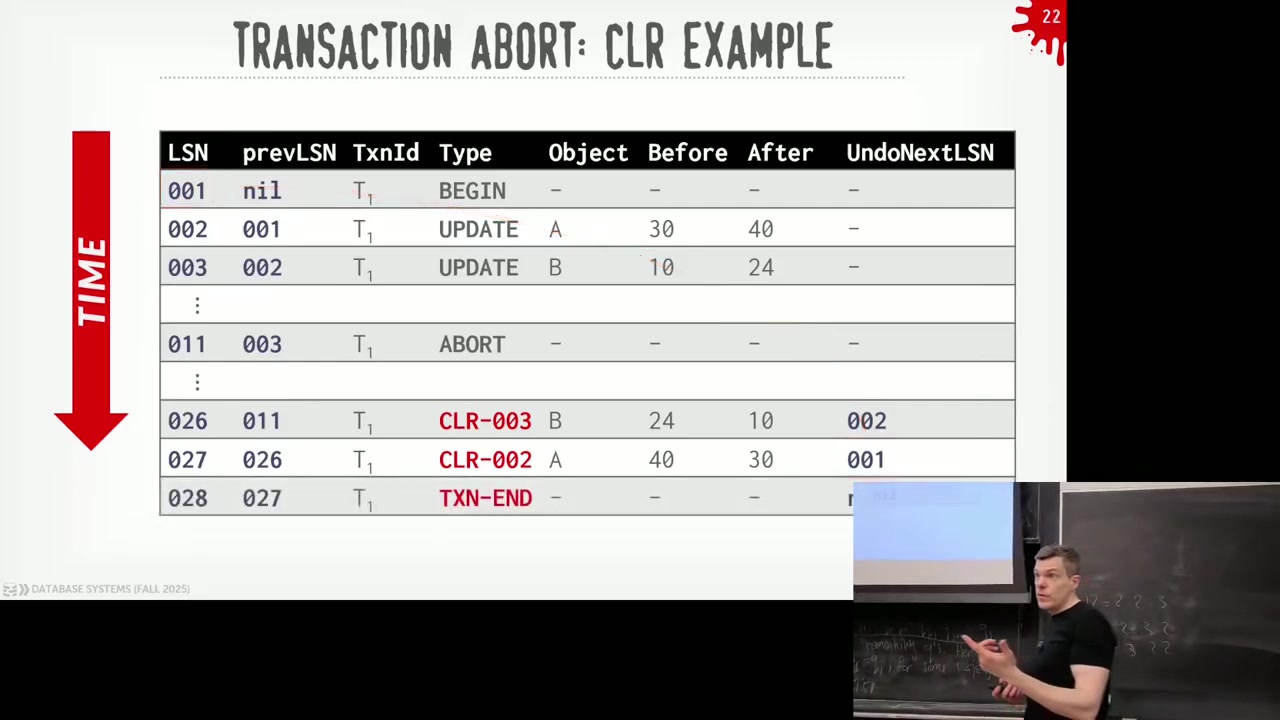 22
TRANSACTION ABORT: CLR EXAMPLE
TIME
LSN prevLSN TxnId Type Object Before After UndoNextLSN
001 nil T1 BEGIN - - - -
002 001 T1 UPDATE A 30 40 -
003 002 T1 UPDATE B 10 24 -
⋮
011 003 T1 ABORT - - - -
⋮
026 011 T1 CLR-003 B 24 10 002
027 026 T1 CLR-002 A 40 30 001
028 027 T1 TXN-END - - -
DATABASE SYSTEMS (FALL 2025)